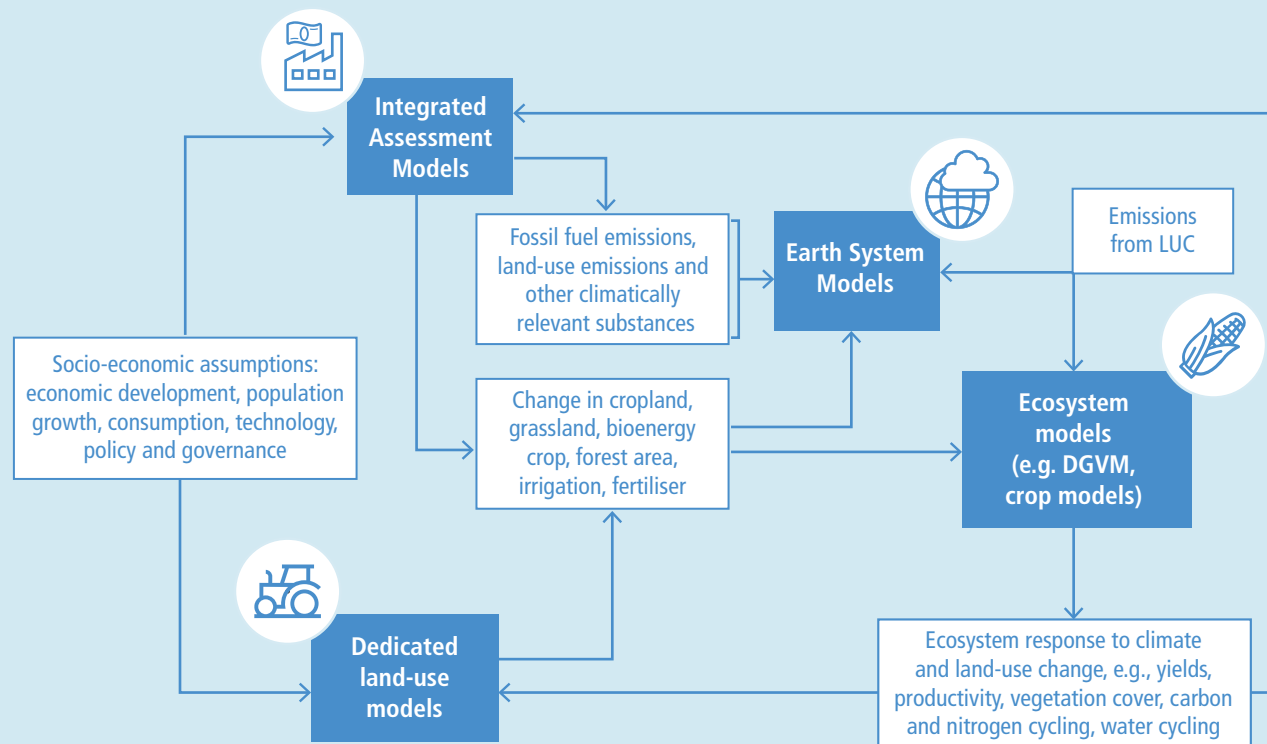 Integrated
Assessment
Models
Fossil fuel emissions,
land-use emissions and
other climatically
relevant substances
Earth System
Models
Emissions
from LUC
Socio-economic assumptions:
economic development, population
growth, consumption, technology,
policy and governance
Change in cropland,
grassland, bioenergy
crop, forest area,
irrigation, fertiliser
Ecosystem
models
(e.g. DGVM,
crop models)
Dedicated
land-use
models
Ecosystem response to climate
and land-use change, e.g., yields,
productivity, vegetation cover, carbon
and nitrogen cycling, water cycling